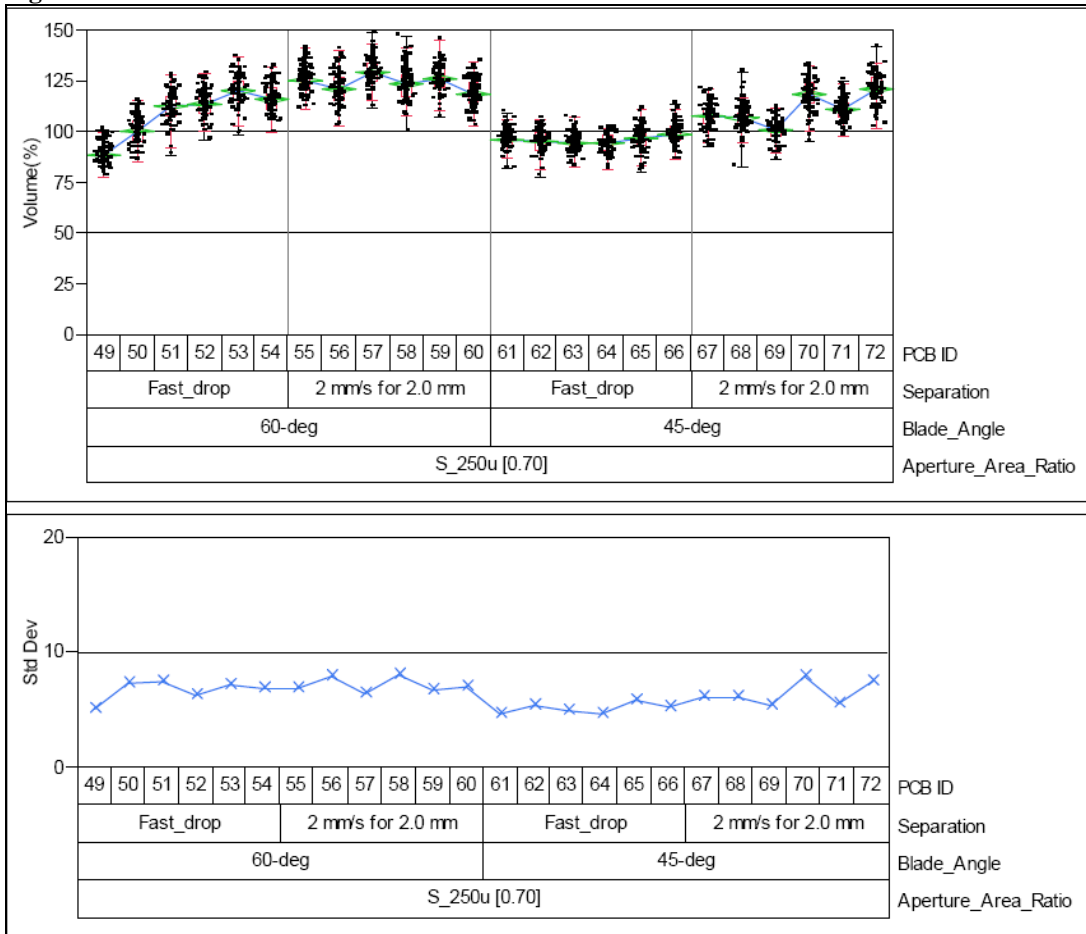 150
125
100
75
50
25
0
Volume(%)
49 50 51 52 53 54 55 56 57 58 59 60 61 62 63 64 65 66 67 68 69 70 71 72 PCB ID
Fast_drop 2 mm/s for 2.0 mm Fast_drop 2 mm/s for 2.0 mm Separation
60-deg 45-deg Blade_Angle
S_250u [0.70] Aperture_Area_Ratio
20
10
0
Std Dev
49 50 51 52 53 54 55 56 57 58 59 60 61 62 63 64 65 66 67 68 69 70 71 72 PCB ID
Fast_drop 2 mm/s for 2.0 mm Fast_drop 2 mm/s for 2.0 mm Separation
60-deg 45-deg Blade_Angle
S_250u [0.70] Aperture_Area_Ratio